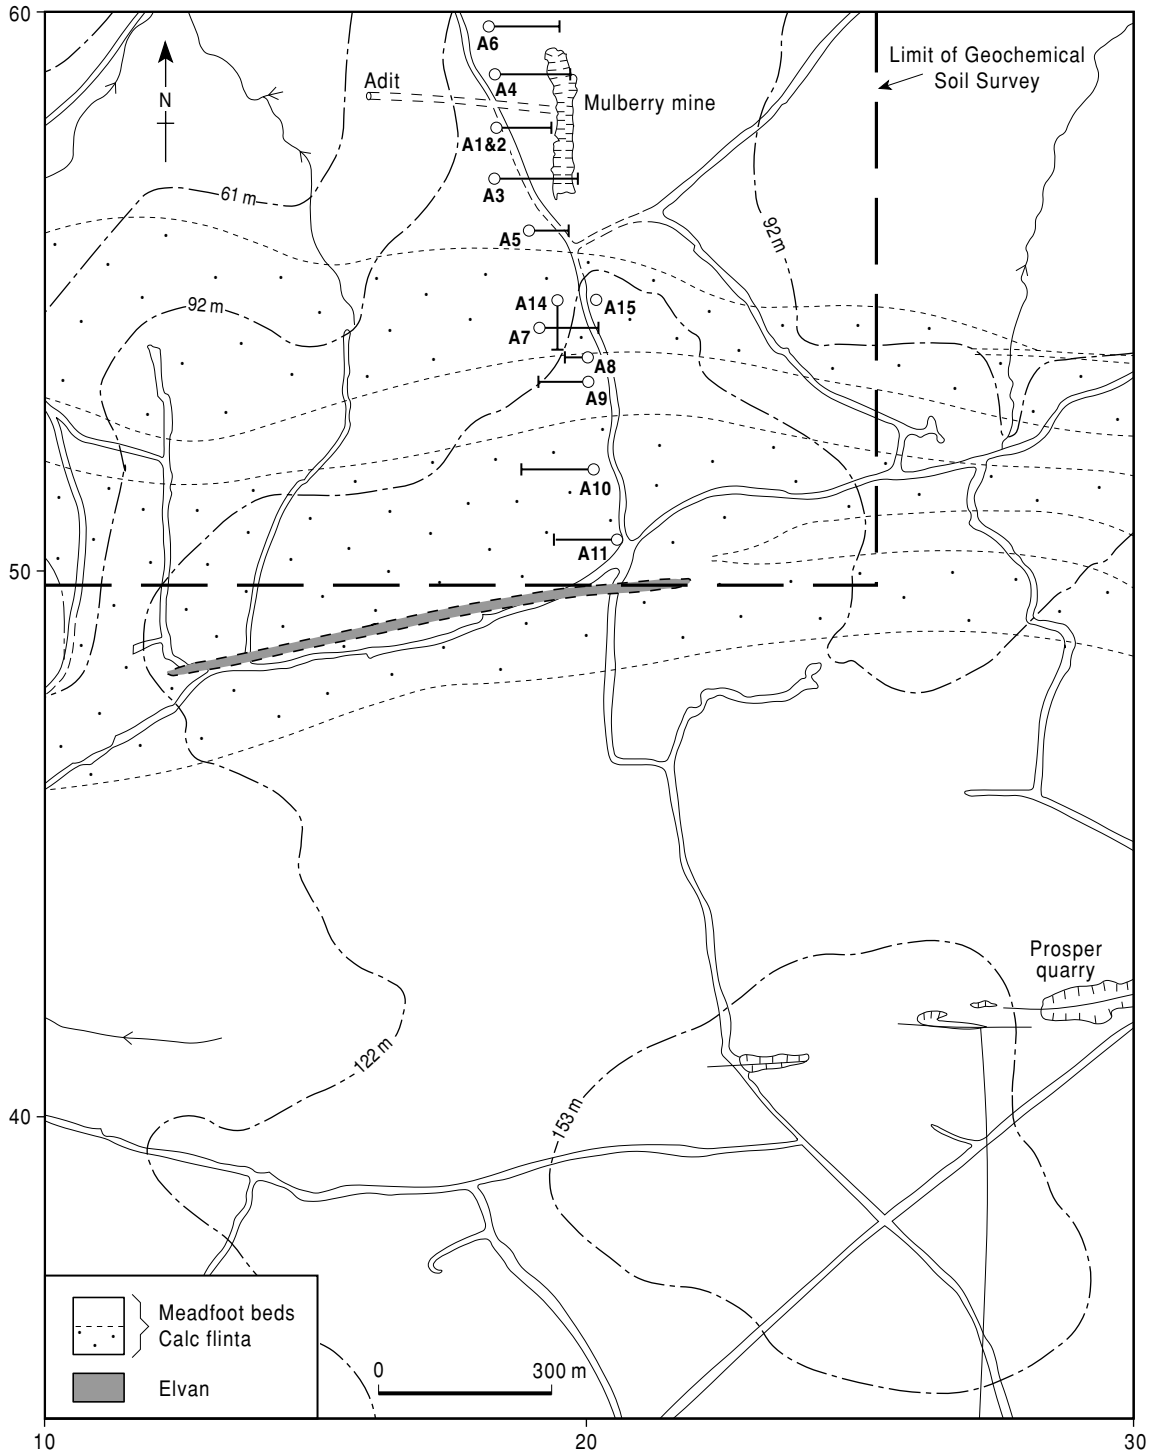 60
A6
Limit of Geochemical
Soil Survey
Adit
A4
Mulberry mine
N
A1&2
A3
61 m
A5
92 m
92 m
A14
A15
A7
A8
A9
A10
A11
50
Prosper
quarry
122 m
40
153 m
Meadfoot beds
Calc flinta
Elvan
0
300 m
10
20
30